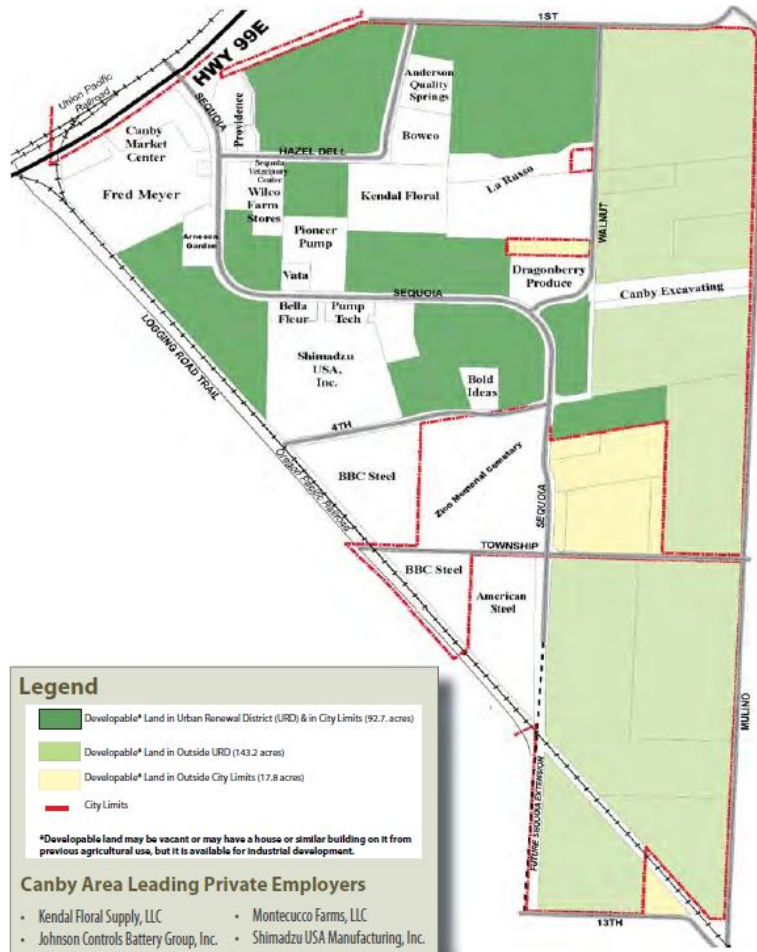 1ST
HWY 99E
Union Pacific
Railroad
SEQUOIA
Providence
Anderson
Quality
Springs
Canby
Market
Center
Bowco
HAZEL DELL
Sequoia
Veterinary
Center
Fred Meyer
Wilco
Farm
Stores
Kendal Floral
La Russo
WALNUT
Arneson
Garden
Pioneer
Pump
Vata
Dragonberry
Produce
Canby Excavating
SEQUOIA
Bella
Fleur
Pump
Tech
LOGGING ROAD TRAIL
Shimadzu
USA,
Inc.
Bold
Ideas
4TH
Oregon Pacific Railroad
BBC Steel
Zion Memorial Cemetary
SEQUOIA
TOWNSHIP
BBC Steel
American
Steel
MULINO
FUTURE SEQUOIA EXTENSION
13TH
Legend
Developable* Land in Urban Renewal District (URD) & in City Limits (92.7. acres)
Developable* Land in Outside URD (143.2 acres)
Developable* Land in Outside City Limits (17.8 acres)
City Limits
*Developable land may be vacant or may have a house or similar building on it from
previous agricultural use, but it is available for industrial development.
Canby Area Leading Private Employers
• Kendal Floral Supply, LLC
• Johnson Controls Battery Group, Inc.
• Montecucco Farms, LLC
• Shimadzu USA Manufacturing, Inc.